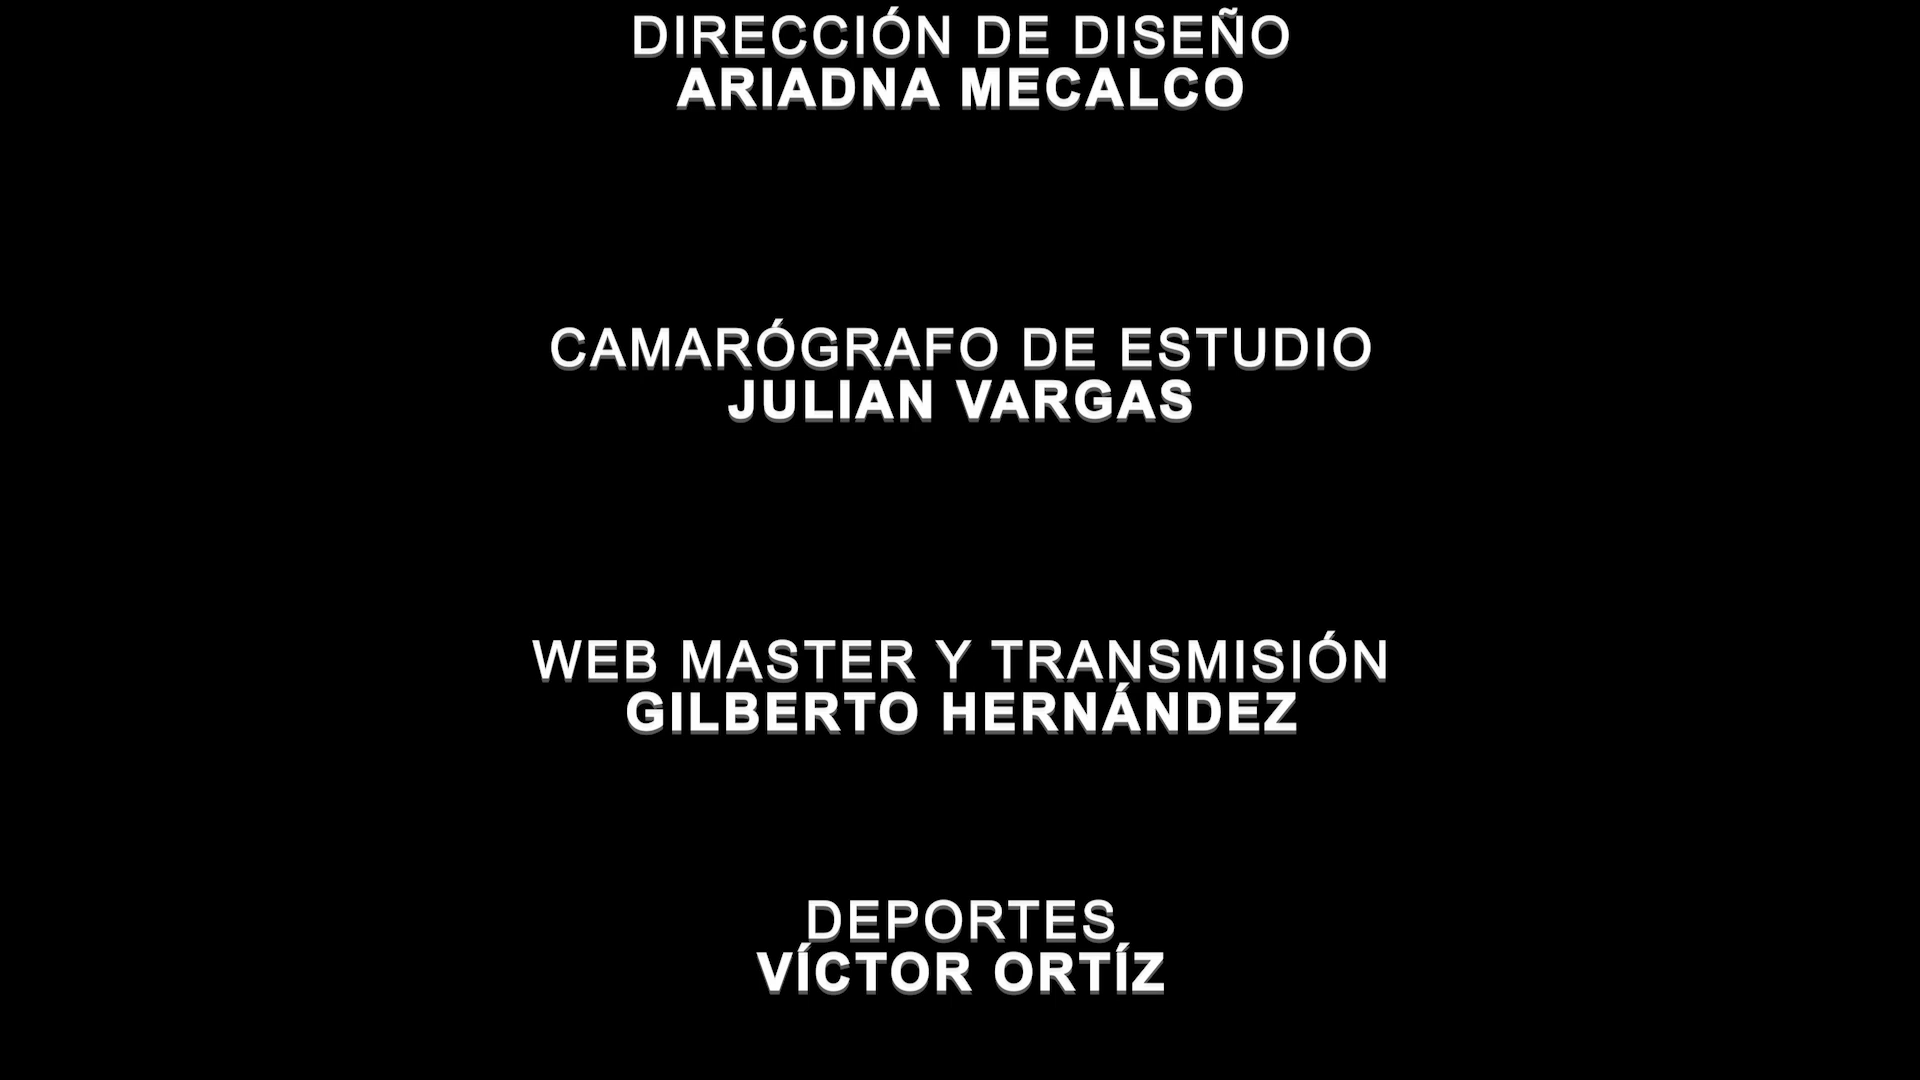 DIRECCIÓN DE DISEÑO
ARIADNA MECALCO
CAMARÓGRAFO DE ESTUDIO
JULIAN VARGAS
WEB MASTER Y TRANSMISIÓN
GILBERTO HERNÁNDEZ
DEPORTES
VÍCTOR ORTÍZ